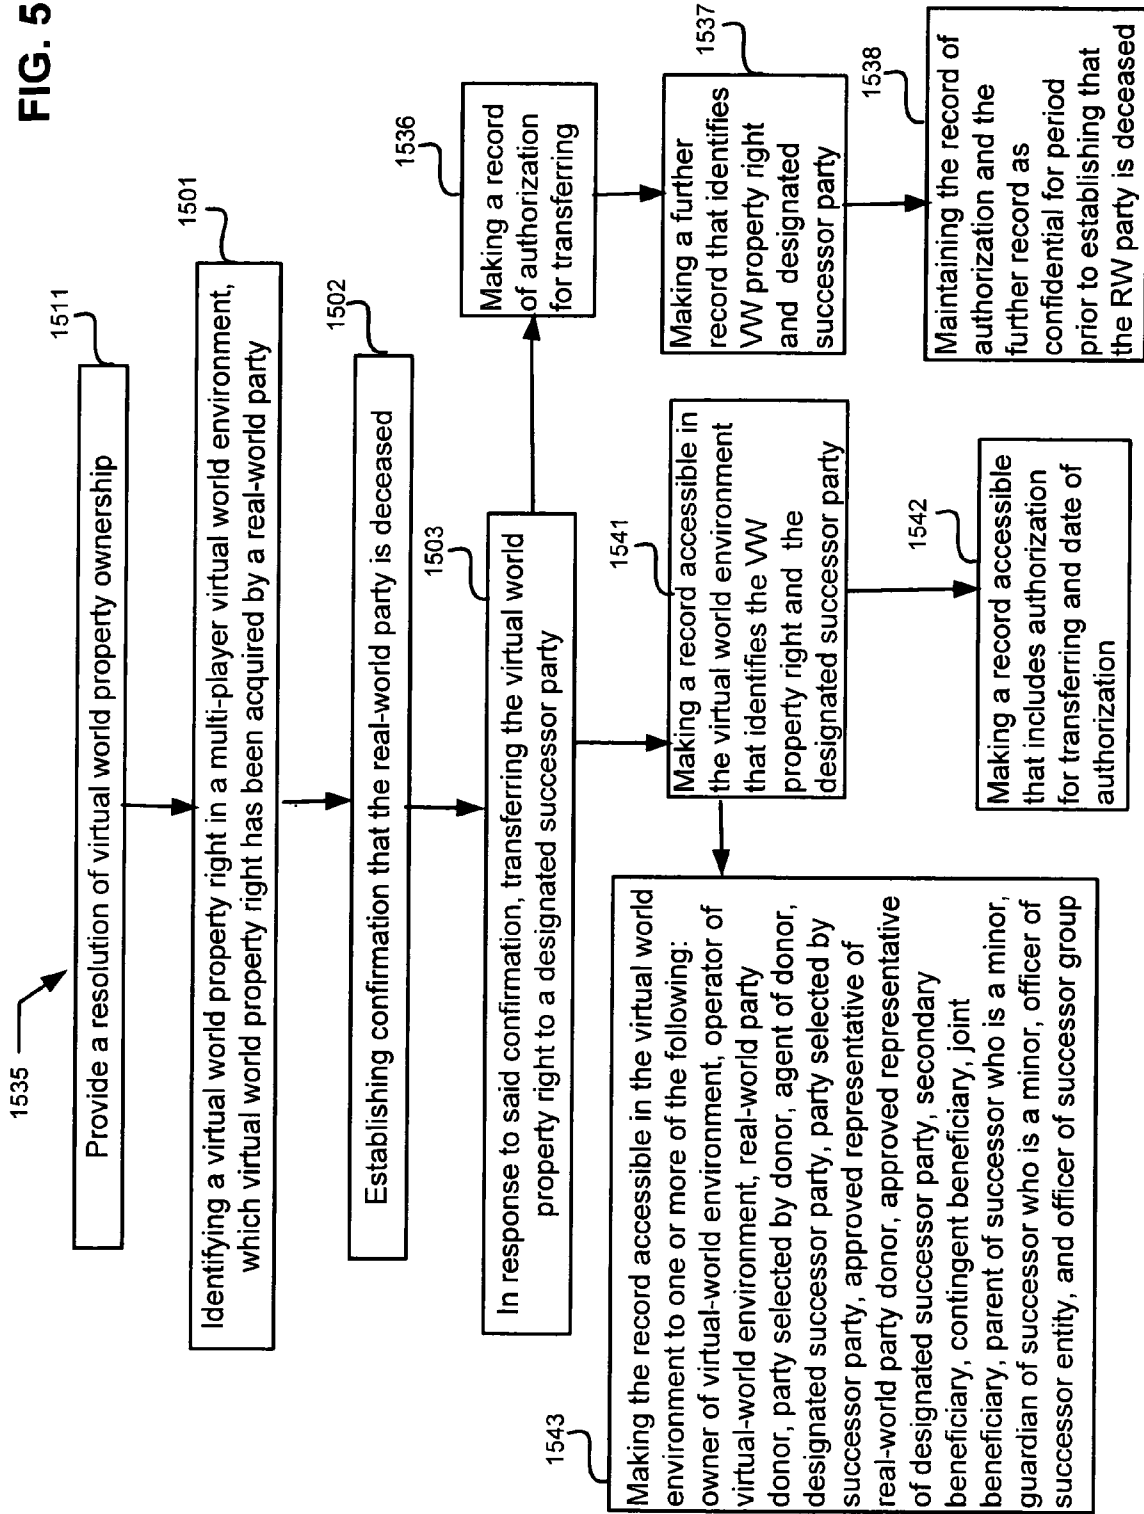 FIG. 5
1535
1511
Provide a resolution of virtual world property ownership
1501
Identifying a virtual world property right in a multi-player virtual world environment,
which virtual world property right has been acquired by a real-world party
1502
Establishing confirmation that the real-world party is deceased
1503
In response to said confirmation, transferring the virtual world
property right to a designated successor party
1536
Making a record
of authorization
for transferring
1537
Making a further
record that identifies
VW property right
and designated
successor party
1538
Maintaining the record of
authorization and the
further record as
confidential for period
prior to establishing that
the RW party is deceased
1541
Making a record accessible in
the virtual world environment
that identifies the VW
property right and the
designated successor party
1542
Making a record accessible
that includes authorization
for transferring and date of
authorization
1543
Making the record accessible in the virtual world
environment to one or more of the following:
owner of virtual-world environment, operator of
virtual-world environment, real-world party
donor, party selected by donor, agent of donor,
designated successor party, party selected by
successor party, approved representative of
real-world party donor, approved representative
of designated successor party, secondary
beneficiary, contingent beneficiary, joint
beneficiary, parent of successor who is a minor,
guardian of successor who is a minor, officer of
successor entity, and officer of successor group